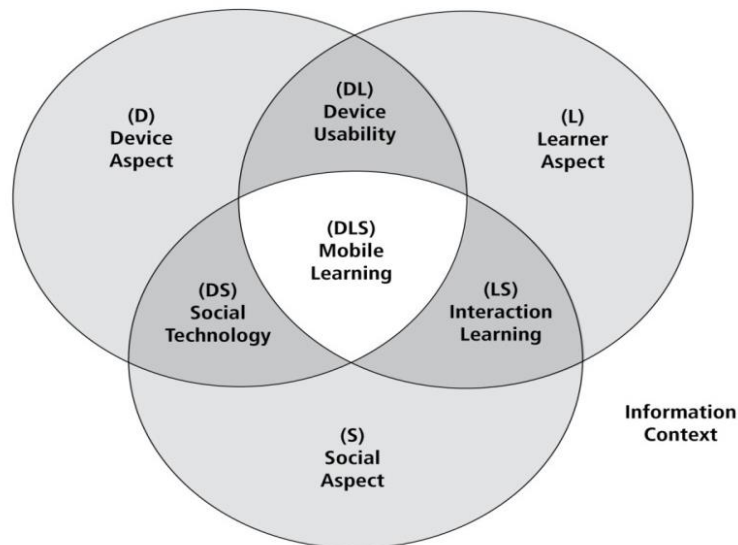 (D)
Device
Aspect
(DL)
Device
Usability
(L)
Learner
Aspect
(DLS)
Mobile
Learning
(DS)
Social
Technology
(LS)
Interaction
Learning
(S)
Social
Aspect
Information
Context